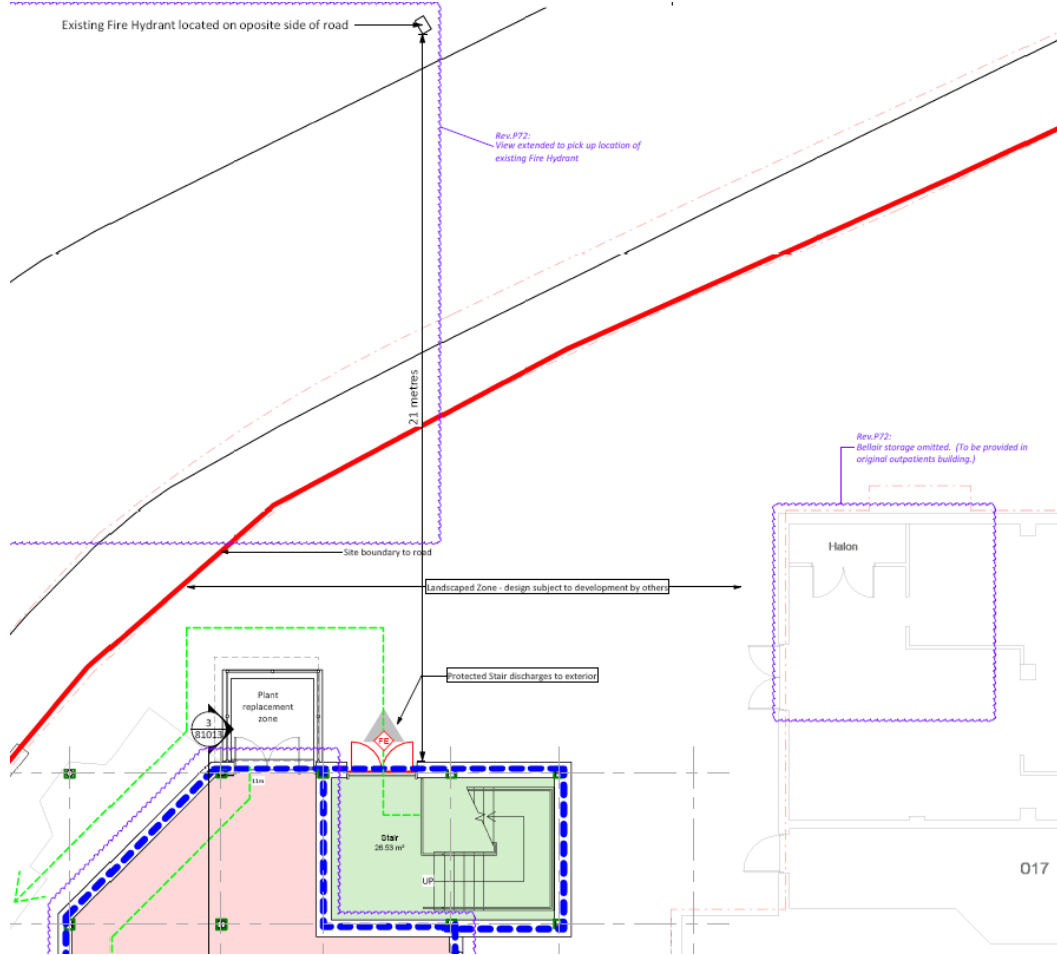 Existing Fire Hydrant located on oposite side of road
Rev.P72:
View extended to pick up location of
existing Fire Hydrant
21 metres
Rev.P72:
Bellair storage omitted. (To be provided in
original outpatients building.)
Halon
Site boundary to road
Landscaped Zone - design subject to development by others
Protected Stair discharges to exterior
Plant
replacement
zone
3
81013
FE
11m
Stair
26.53 m²
UP
017